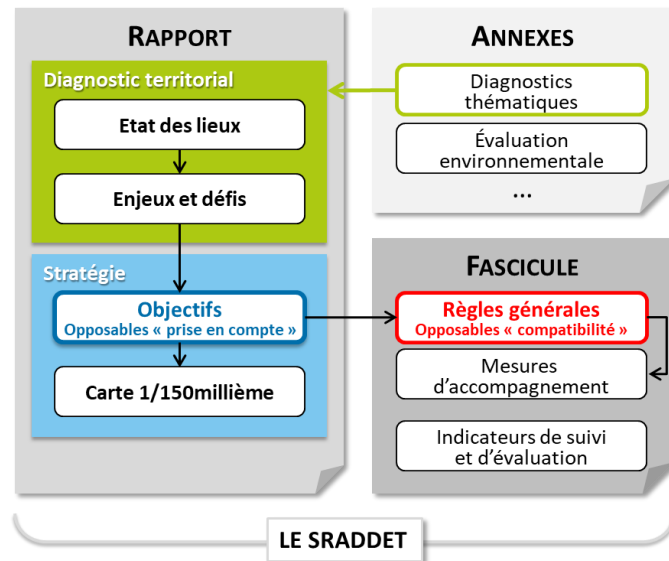 RAPPORT
Diagnostic territorial
Etat des lieux
Enjeux et défis
Stratégie
Objectifs
Opposables « prise en compte »
Carte 1/150millième
ANNEXES
Diagnostics
thématiques
Évaluation
environnementale
...
FASCICULE
Règles générales
Opposables « compatibilité »
Mesures
d'accompagnement
Indicateurs de suivi
et d'évaluation
LE SRADDET